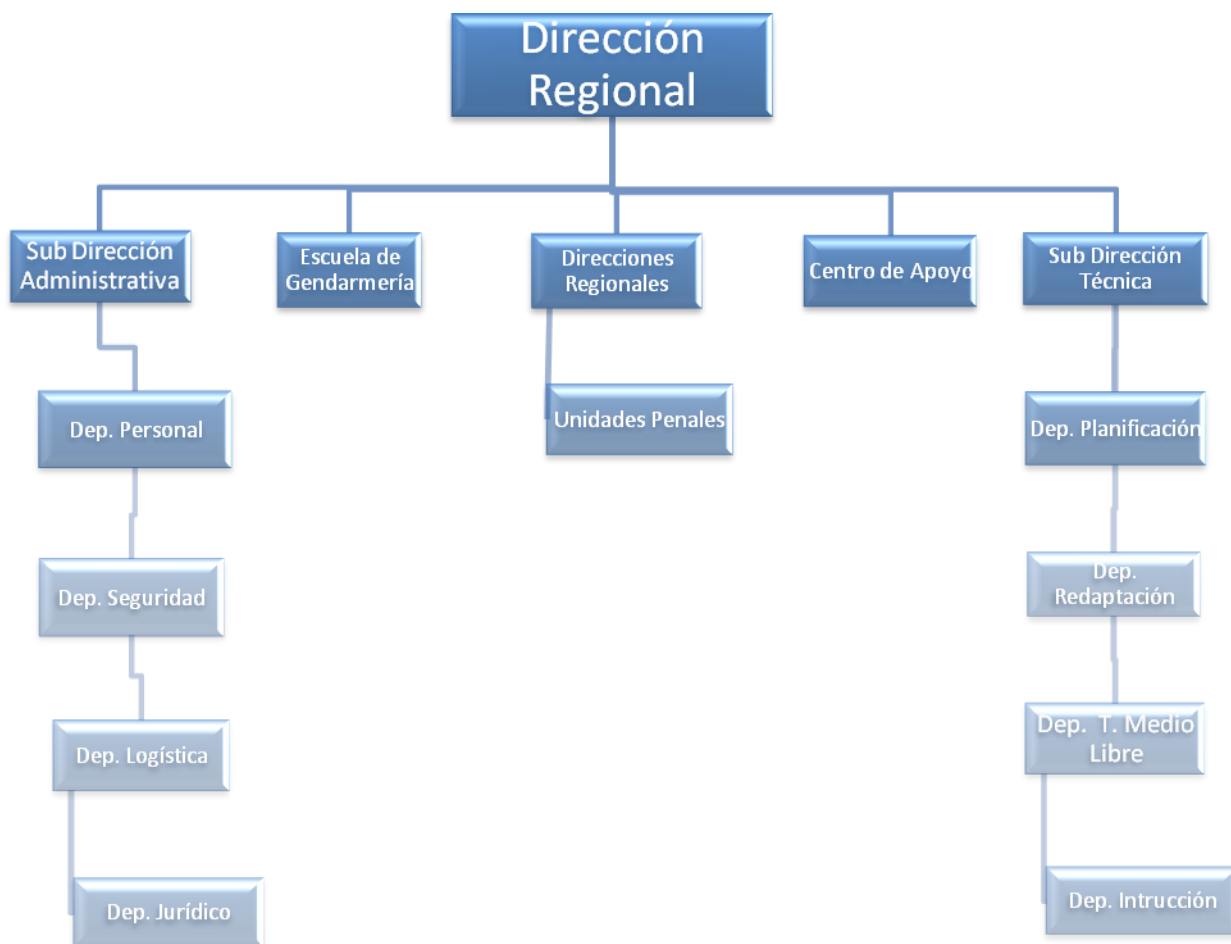 Dirección
Regional
Sub Dirección
Administrativa
Escuela de
Gendarmería
Direcciones
Regionales
Centro de Apoyo
Sub Dirección
Técnica
Dep. Personal
Unidades Penales
Dep. Planificación
Dep. Seguridad
Dep.
Redaptación
Dep. Logística
Dep. T. Medio
Libre
Dep. Jurídico
Dep. Intrucción